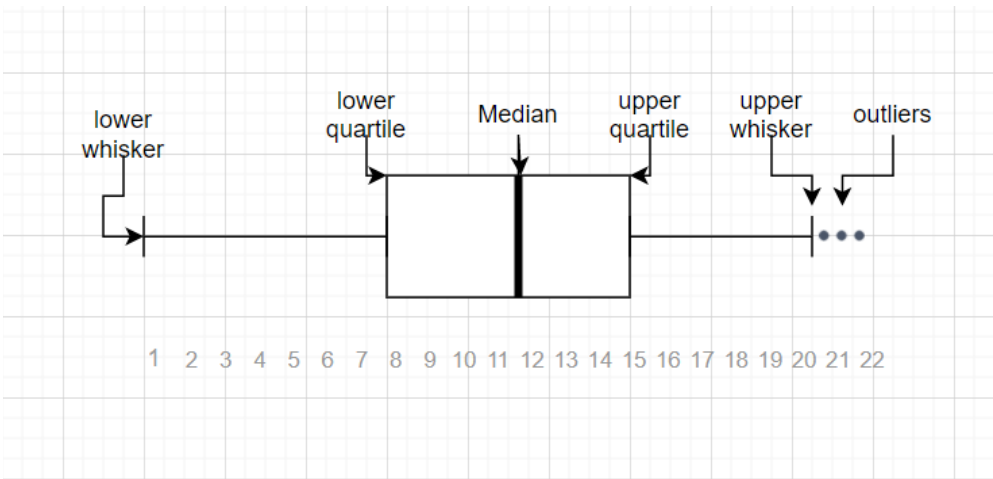 lower
whisker
lower
quartile
Median
upper
quartile
upper
whisker
outliers
1 2 3 4 5 6 7 8 9 10 11 12 13 14 15 16 17 18 19 20 21 22